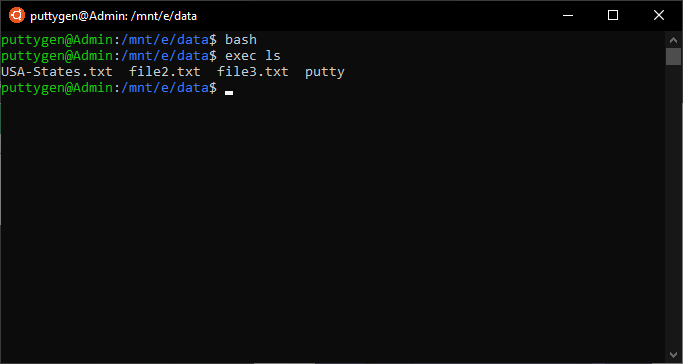 puttygen@Admin: /mnt/e/data
puttygen@Admin:/mnt/e/data$ bash
puttygen@Admin:/mnt/e/data$ exec ls
USA-States.txt  file2.txt  file3.txt  putty
puttygen@Admin:/mnt/e/data$